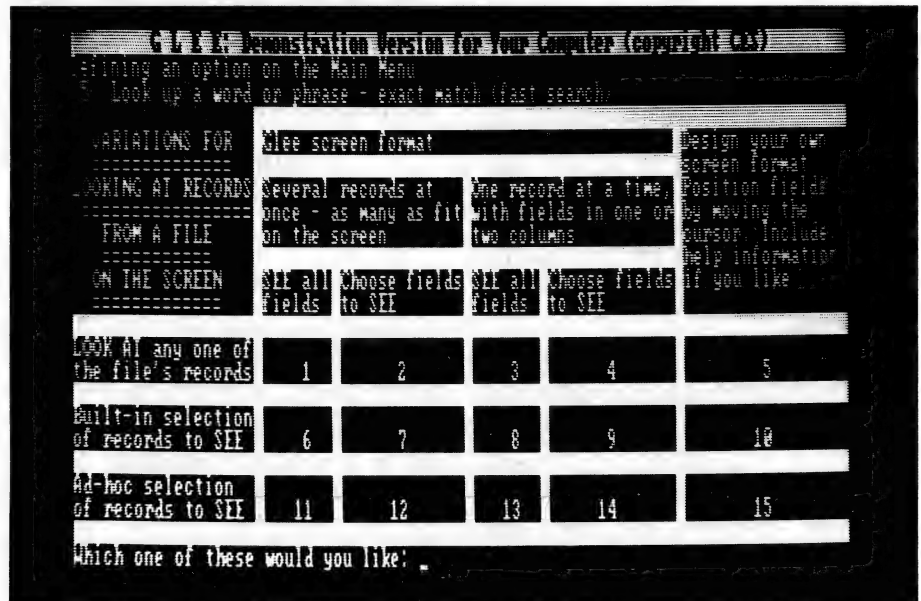 G L E E: Demonstration Version for Your Computer (copyright C23)
efining an option on the Main Menu
Look up a word or phrase - exact match (fast search)
VARIATIONS FOR
LOOKING AT RECORDS
FROM A FILE
ON THE SCREEN
Glee screen format
Several records at
once - as many as fit
on the screen
One record at a time,
with fields in one or
two columns
Design your own
screen format
Position fields
by moving the
cursor. Include
help information
if you like
SEE all
fields
Choose fields
to SEE
SEE all
fields
Choose fields
to SEE
LOOK AT any one of
the file's records
1 2 3 4 5
Built-in selection
of records to SEE
6 7 8 9 10
Ad-hoc selection
of records to SEE
11 12 13 14 15
Which one of these would you like: _